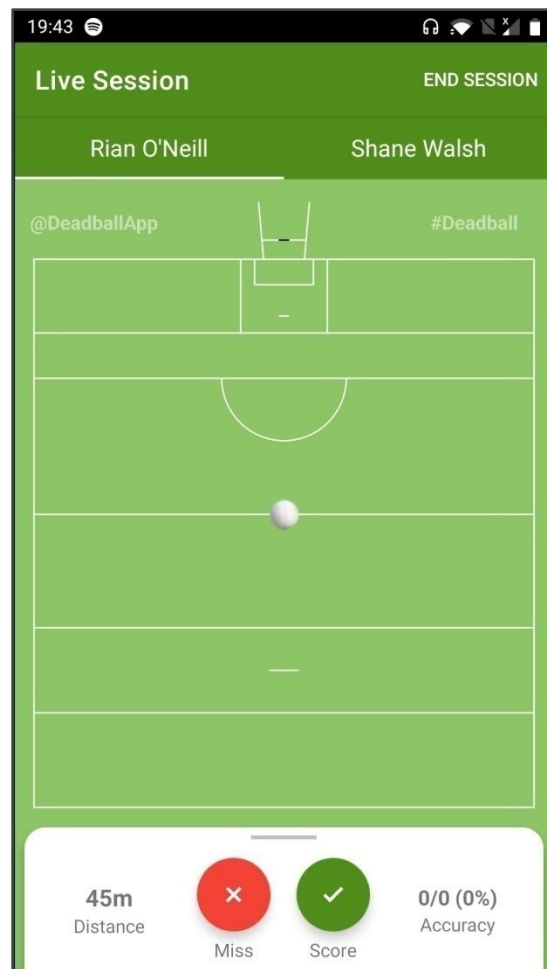 19:43
x
Live Session
END SESSION
Rian O'Neill
Shane Walsh
@DeadballApp
#Deadball
45m
Distance
Miss
Score
0/0 (0%)
Accuracy